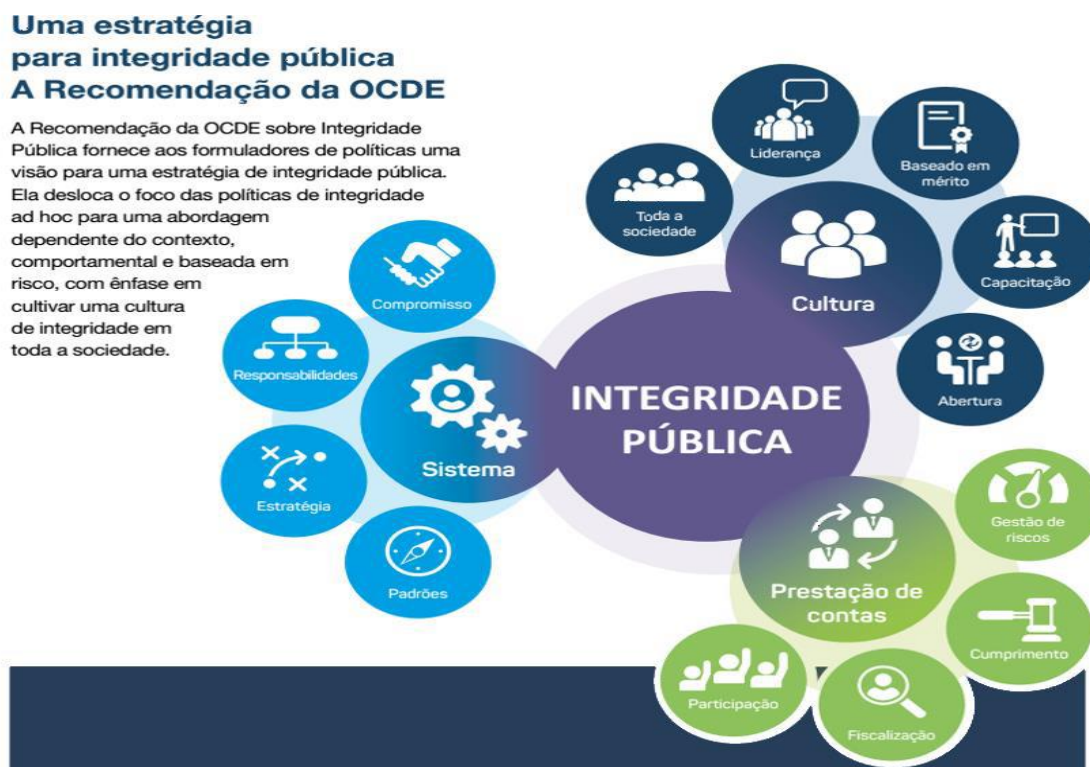 Uma estratégia
para integridade pública
A Recomendação da OCDE
A Recomendação da OCDE sobre Integridade
Pública fornece aos formuladores de políticas uma
visão para uma estratégia de integridade pública.
Ela desloca o foco das políticas de integridade
ad hoc para uma abordagem
dependente do contexto,
comportamental e baseada em
risco, com ênfase em
cultivar uma cultura
de integridade em
toda a sociedade.
INTEGRIDADE
PÚBLICA
Sistema
Compromisso
Responsabilidades
Estratégia
Padrões
Cultura
Toda a
sociedade
Liderança
Baseado em
mérito
Capacitação
Abertura
Prestação de
contas
Gestão de
riscos
Cumprimento
Fiscalização
Participação